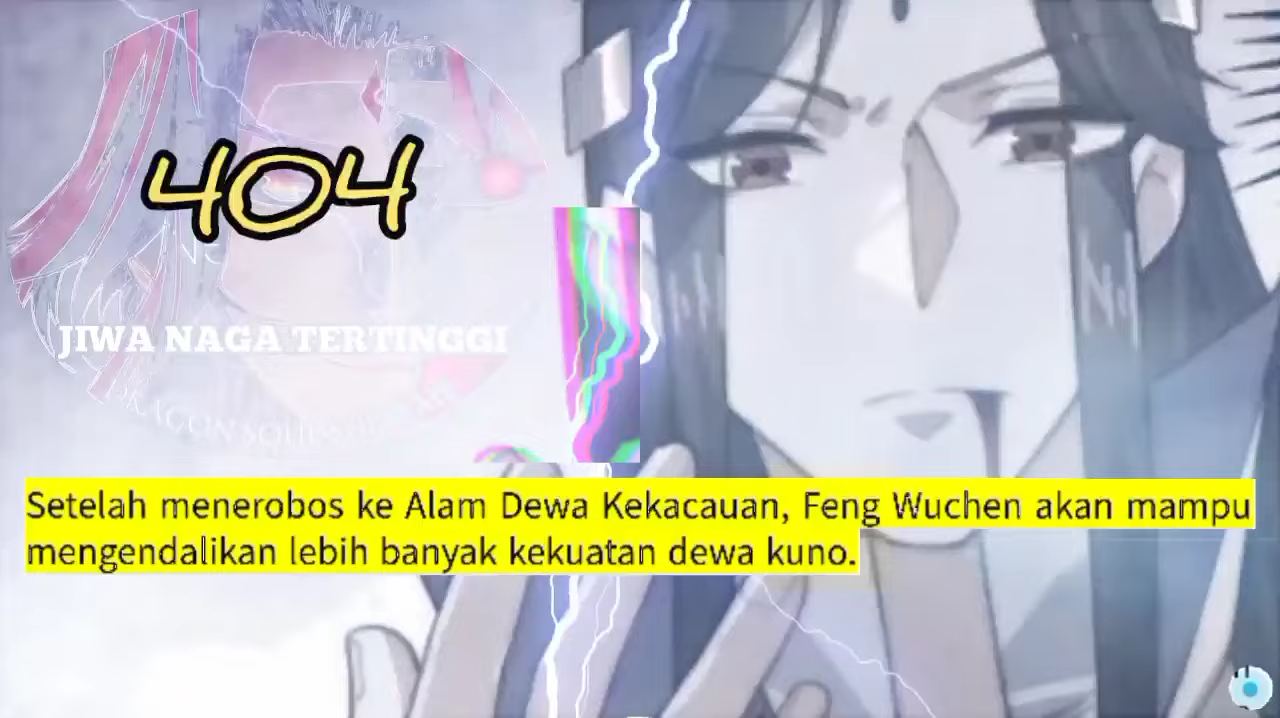 404
JIWA NAGA TERTINGGI
Setelah menerobos ke Alam Dewa Kekacauan, Feng Wuchen akan mampu
mengendalikan lebih banyak kekuatan dewa kuno.